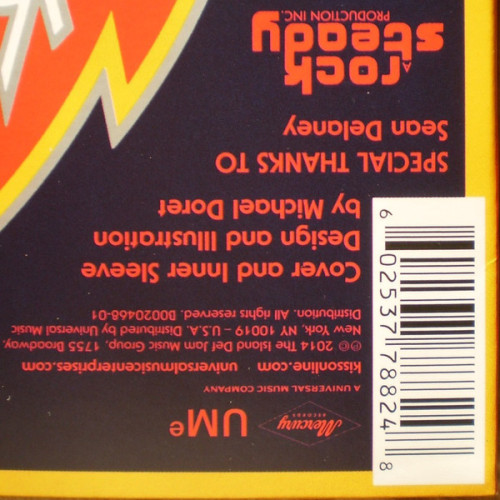 A
rock
steady
PRODUCTION INC.
SPECIAL THANKS TO
Sean Delaney
Cover and Inner Sleeve
Design and Illustration
by Michael Doret
kissonline.com · universolmusicenterprises.com
℗© 2014 The Island Def Jam Music Group, 1755 Broadway,
New York, NY 10019 – U.S.A. Distributed by Universal Music
Distribution. All rights reserved. B0020468-01
A UNIVERSAL MUSIC COMPANY
Mercury
RECORDS
UMe
6 02537 78824 8